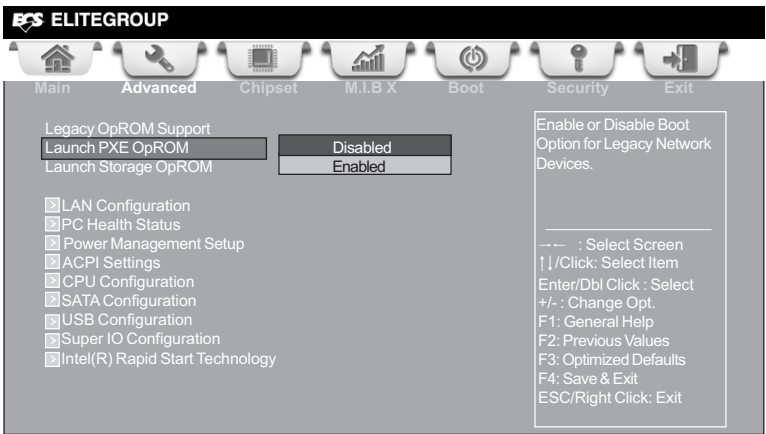 ECS ELITEGROUP
Main Advanced Chipset M.I.B X Boot Security Exit
Legacy OpROM Support
Launch PXE OpROM Disabled
Launch Storage OpROM Enabled
LAN Configuration
PC Health Status
Power Management Setup
ACPI Settings
CPU Configuration
SATA Configuration
USB Configuration
Super IO Configuration
Intel(R) Rapid Start Technology
Enable or Disable Boot
Option for Legacy Network
Devices.
→← : Select Screen
↑↓/Click: Select Item
Enter/Dbl Click : Select
+/- : Change Opt.
F1: General Help
F2: Previous Values
F3: Optimized Defaults
F4: Save & Exit
ESC/Right Click: Exit